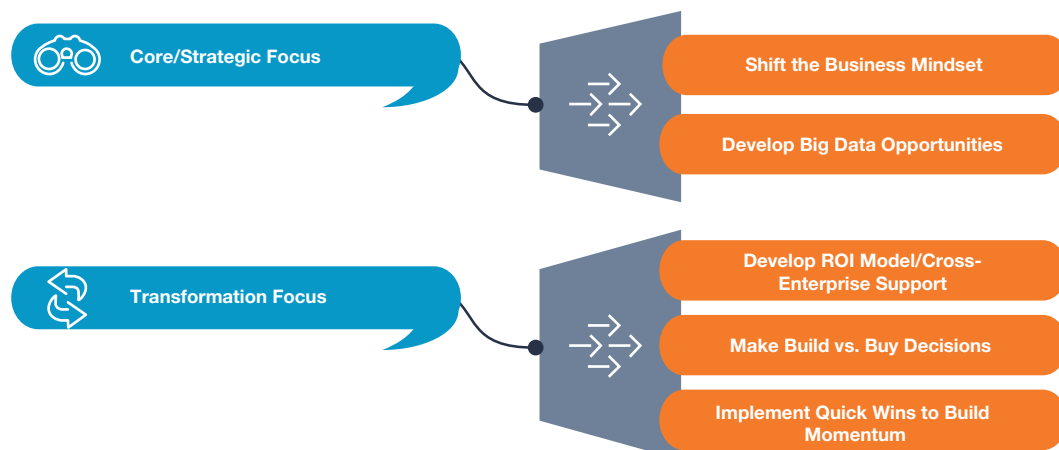 Core/Strategic Focus
Shift the Business Mindset
Develop Big Data Opportunities
Transformation Focus
Develop ROI Model/Cross-
Enterprise Support
Make Build vs. Buy Decisions
Implement Quick Wins to Build
Momentum